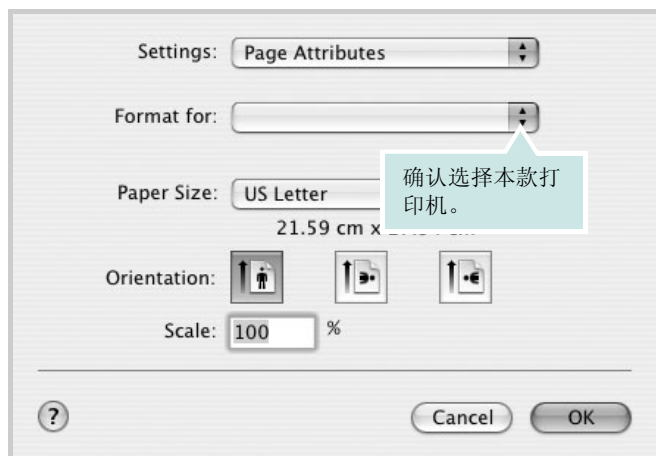 Settings: Page Attributes
Format for:
确认选择本款打
印机。
Paper Size: US Letter
21.59 cm x
Orientation:
Scale: 100 %
? Cancel OK